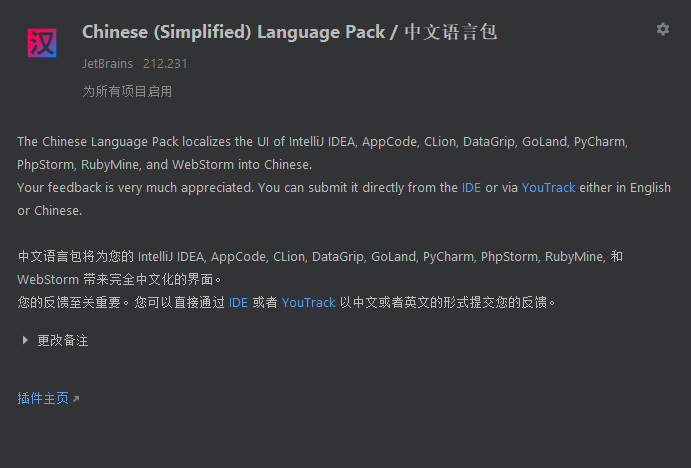 汉
Chinese (Simplified) Language Pack / 中文语言包
JetBrains 212.231
为所有项目启用
The Chinese Language Pack localizes the UI of IntelliJ IDEA, AppCode, CLion, DataGrip, GoLand, PyCharm,
PhpStorm, RubyMine, and WebStorm into Chinese.
Your feedback is very much appreciated. You can submit it directly from the IDE or via YouTrack either in English
or Chinese.
中文语言包将为您的 IntelliJ IDEA, AppCode, CLion, DataGrip, GoLand, PyCharm, PhpStorm, RubyMine, 和
WebStorm 带来完全中文化的界面。
您的反馈至关重要。您可以直接通过 IDE 或者 YouTrack 以中文或者英文的形式提交您的反馈。
更改备注
插件主页